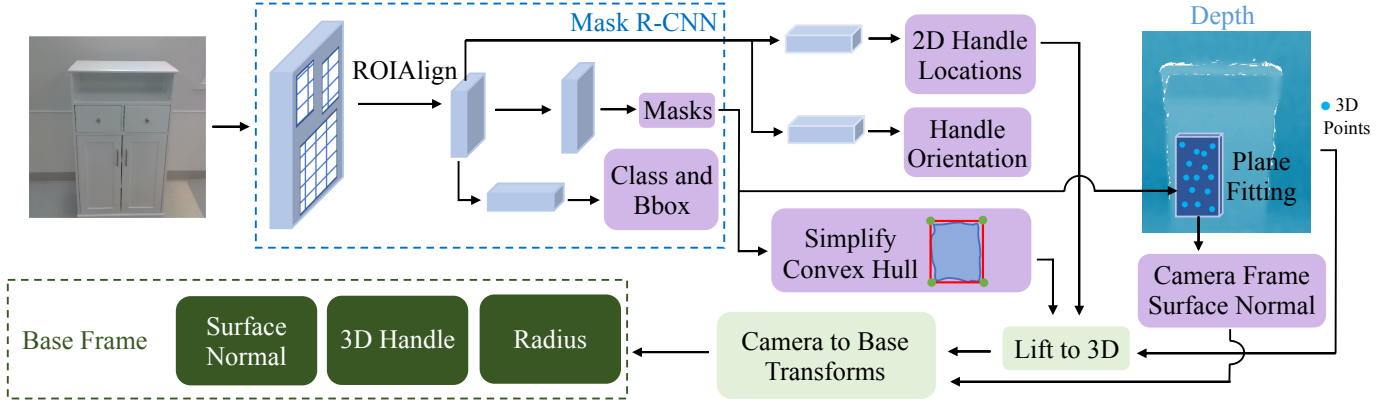 Mask R-CNN
ROIAlign
Masks
Class and
Bbox
2D Handle
Locations
Handle
Orientation
Depth
3D
Points
Plane
Fitting
Simplify
Convex Hull
Camera Frame
Surface Normal
Lift to 3D
Camera to Base
Transforms
Base Frame
Surface
Normal
3D Handle
Radius